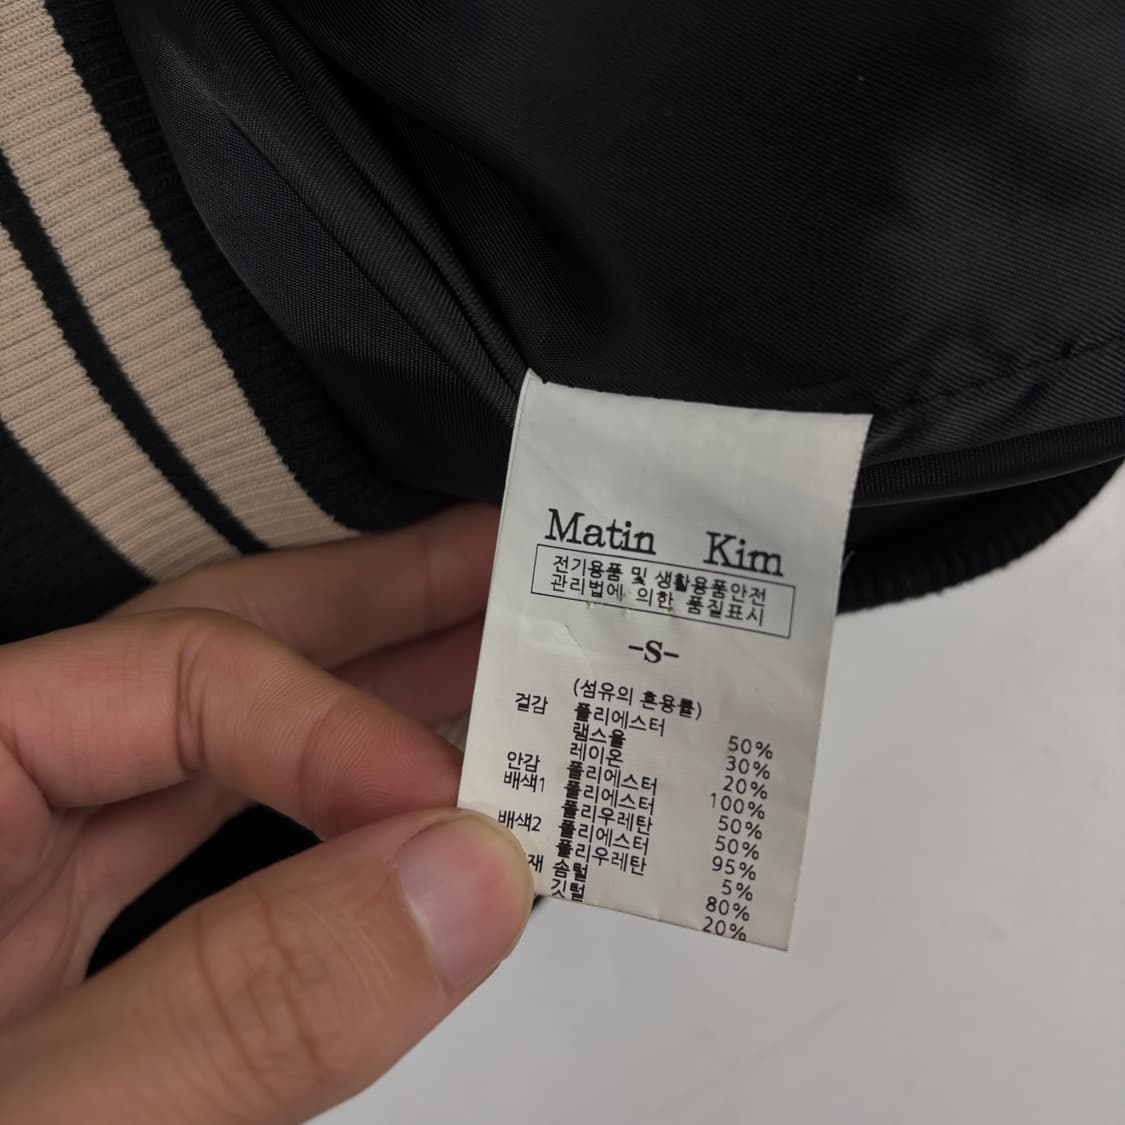 Matin Kim
전기용품 및 생활용품안전
관리법에 의한 품질표시
-S-
(섬유의 혼용률)
겉감 폴리에스터 50%
램스울 30%
레이온 20%
안감 폴리에스터 100%
배색1 폴리에스터 50%
폴리우레탄 50%
배색2 폴리에스터 95%
폴리우레탄 5%
재 솜털 80%
깃털 20%